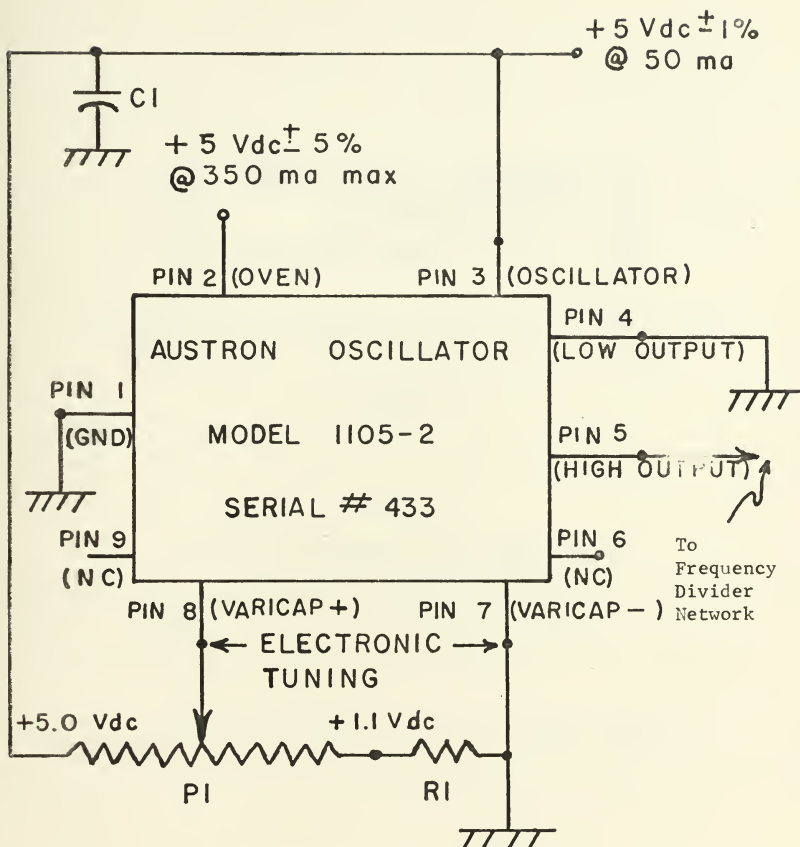 + 5 Vdc ± 1%
@ 50 ma
C1
+ 5 Vdc ± 5%
@ 350 ma max
PIN 2 (OVEN)
PIN 3 (OSCILLATOR)
PIN 4
(LOW OUTPUT)
AUSTRON OSCILLATOR
PIN 1
(GND)
MODEL 1105-2
PIN 5
(HIGH OUTPUT)
SERIAL # 433
PIN 9
(NC)
PIN 6
(NC)
To
Frequency
Divider
Network
PIN 8 (VARICAP+)
PIN 7 (VARICAP-)
ELECTRONIC
TUNING
+5.0 Vdc
+1.1 Vdc
P1
R1